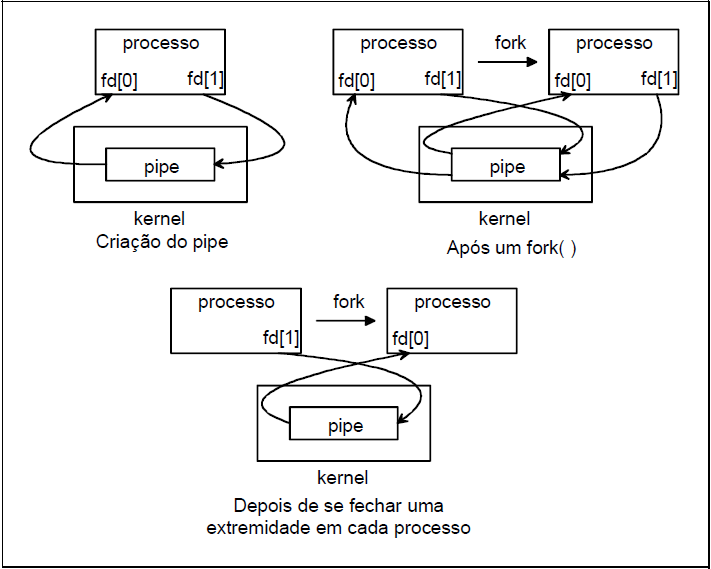 processo
fd[0]
fd[1]
pipe
kernel
Criação do pipe
processo
fork
processo
fd[0]
fd[1]
fd[0]
fd[1]
pipe
kernel
Após um fork( )
processo
fork
processo
fd[1]
fd[0]
pipe
kernel
Depois de se fechar uma
extremidade em cada processo